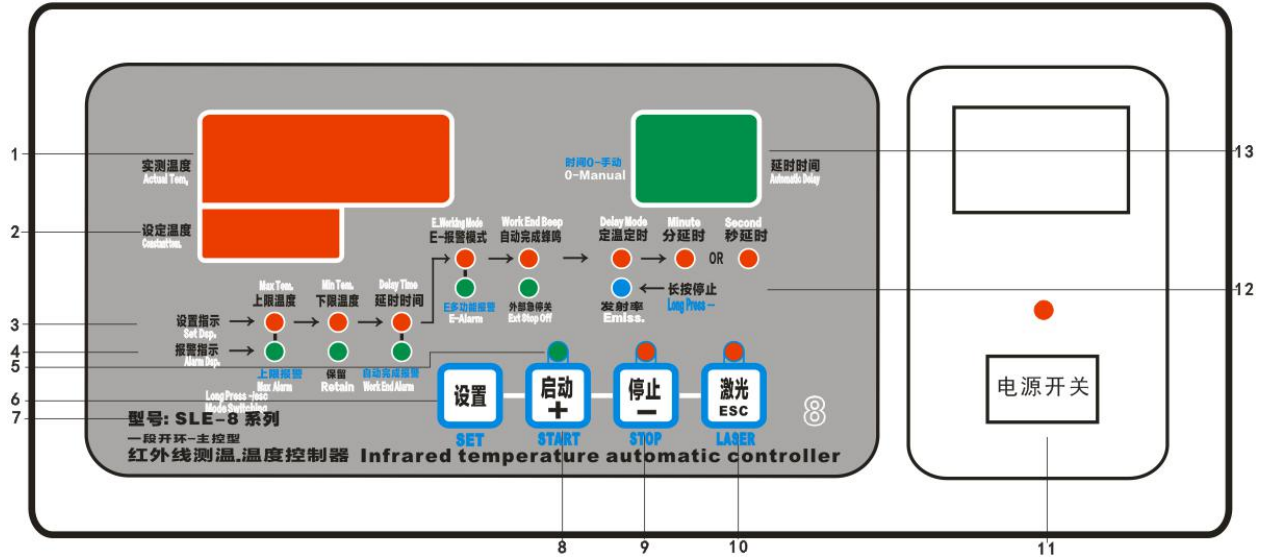 1
实测温度
Actual Tem,
时间0-手动
0-Manual
延时时间
Automatic Delay
13
2
设定温度
Constanttem.
E_Working Mode
E-报警模式
Work End Beep
自动完成蜂鸣
Delay Mode
定温定时
Minute
分延时
OR
Second
秒延时
Max Tem.
上限温度
Min Tem.
下限温度
Delay Time
延时时间
E多功能报警
E-Alarm
外部急停关
Ext Stop Off
发射率
Emiss.
长按停止
Long Press —
12
3
设置指示
Set Dsp.
4
报警指示
Alarm Dsp.
5
上限报警
Max Alarm
保留
Retain
自动完成报警
Work End Alarm
6
Long Press -/esc
Mode Switching
设置
SET
启动
+
START
停止
—
STOP
激光
ESC
LASER
8
电源开关
7
型号: SLE-8 系列
一段开环-主控型
红外线测温.温度控制器 Infrared temperature automatic controller
8
9
10
11